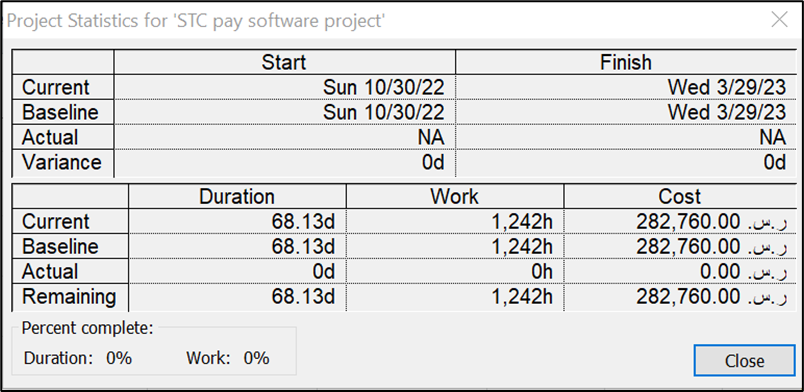 Project Statistics for 'STC pay software project'
Start Finish
Current Sun 10/30/22 Wed 3/29/23
Baseline Sun 10/30/22 Wed 3/29/23
Actual NA NA
Variance 0d 0d
Duration Work Cost
Current 68.13d 1,242h 282,760.00 ر.س.
Baseline 68.13d 1,242h 282,760.00 ر.س.
Actual 0d 0h 0.00 ر.س.
Remaining 68.13d 1,242h 282,760.00 ر.س.
Percent complete:
Duration: 0% Work: 0%
Close